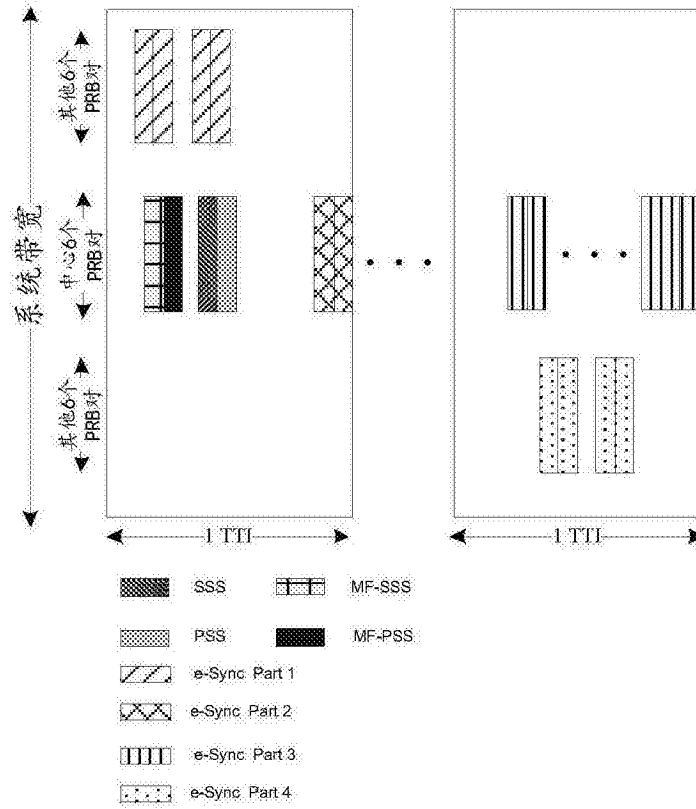 系统带宽
其他6个
PRB对
中心6个
PRB对
其他6个
PRB对
1 TTI
1 TTI
SSS
MF-SSS
PSS
MF-PSS
e-Sync Part 1
e-Sync Part 2
e-Sync Part 3
e-Sync Part 4